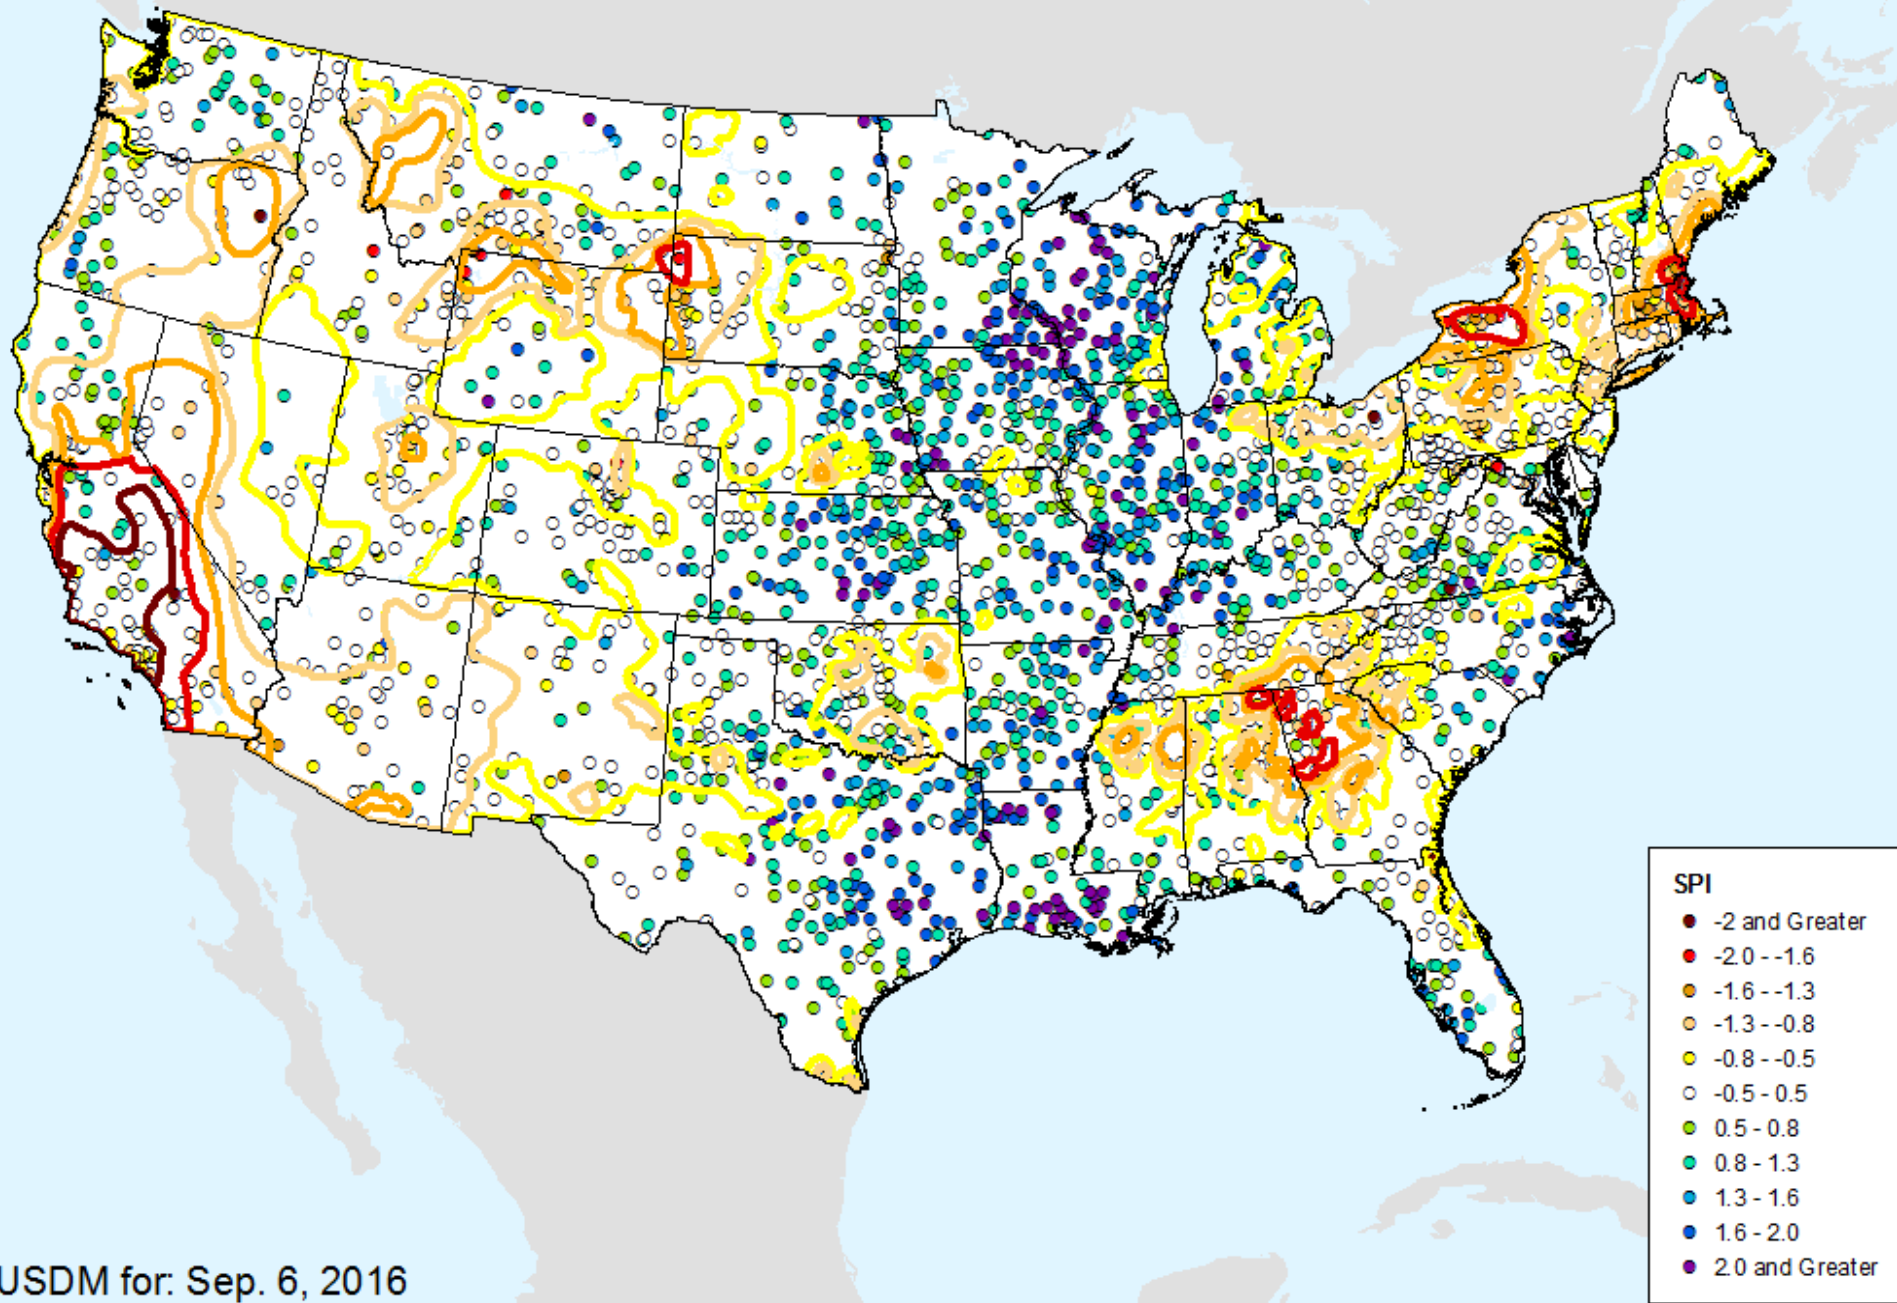 SPI
-2 and Greater
-2.0 - -1.6
-1.6 - -1.3
-1.3 - -0.8
-0.8 - -0.5
-0.5 - 0.5
0.5 - 0.8
0.8 - 1.3
1.3 - 1.6
1.6 - 2.0
2.0 and Greater
USDM for: Sep. 6, 2016